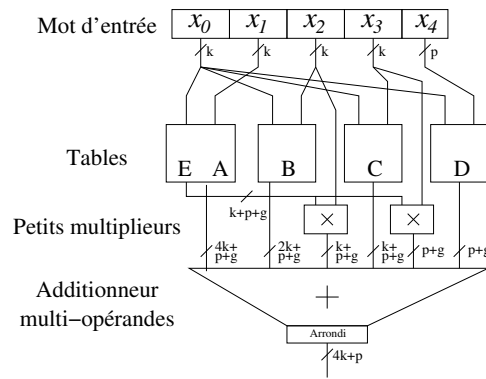 Mot d'entrée x₀ x₁ x₂ x₃ x₄
k k k k p
Tables E A B C D
k+p+g
Petits multiplieurs × ×
4k+ 2k+ k+ k+ p+g p+g
p+g p+g p+g p+g
Additionneur
multi−opérandes
+
Arrondi
4k+p